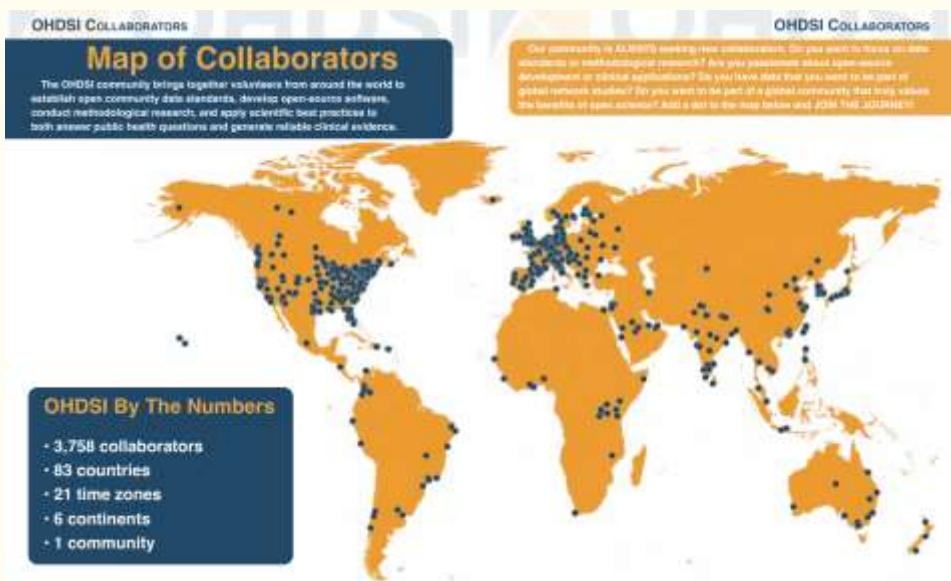 OHDSI COLLABORATORS
Map of Collaborators
The OHDSI community brings together volunteers from around the world to
establish open community data standards, develop open-source software,
conduct methodological research, and apply scientific best practices to
both answer public health questions and generate reliable clinical evidence.
OHDSI COLLABORATORS
Our community is ALWAYS seeking new collaborators. Do you want to focus on data
standards or methodological research? Are you passionate about open-source
development or clinical applications? Do you have data that you want to be part of
global network studies? Do you want to be part of a global community that truly values
the benefits of open science? Add a dot to the map below and JOIN THE JOURNEY!
OHDSI By The Numbers
• 3,758 collaborators
• 83 countries
• 21 time zones
• 6 continents
• 1 community